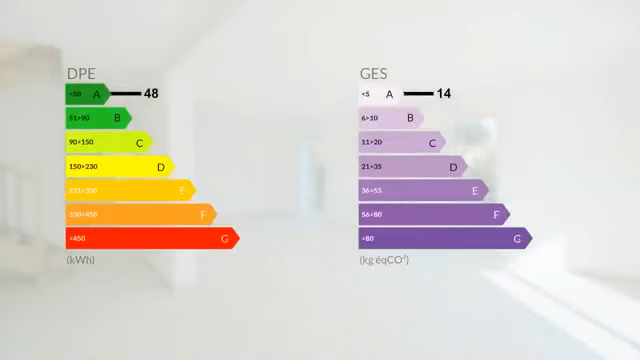 DPE
<50 A 48
51>90 B
90>150 C
150>230 D
231>330 E
330>450 F
>450 G
(kWh)
GES
<5 A 14
6>10 B
11>20 C
21>35 D
36>55 E
56>80 F
>80 G
(kg éqCO²)